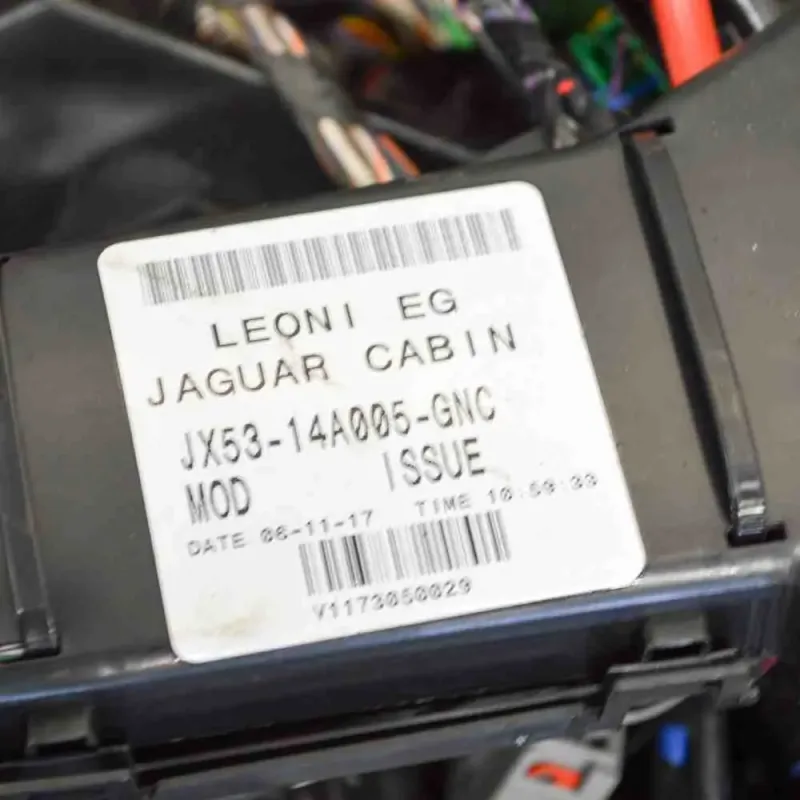 LEONI EG
JAGUAR CABIN
JX53-14A005-GNC
MOD ISSUE
DATE 06-11-17 TIME 10:59:33
V1173050029